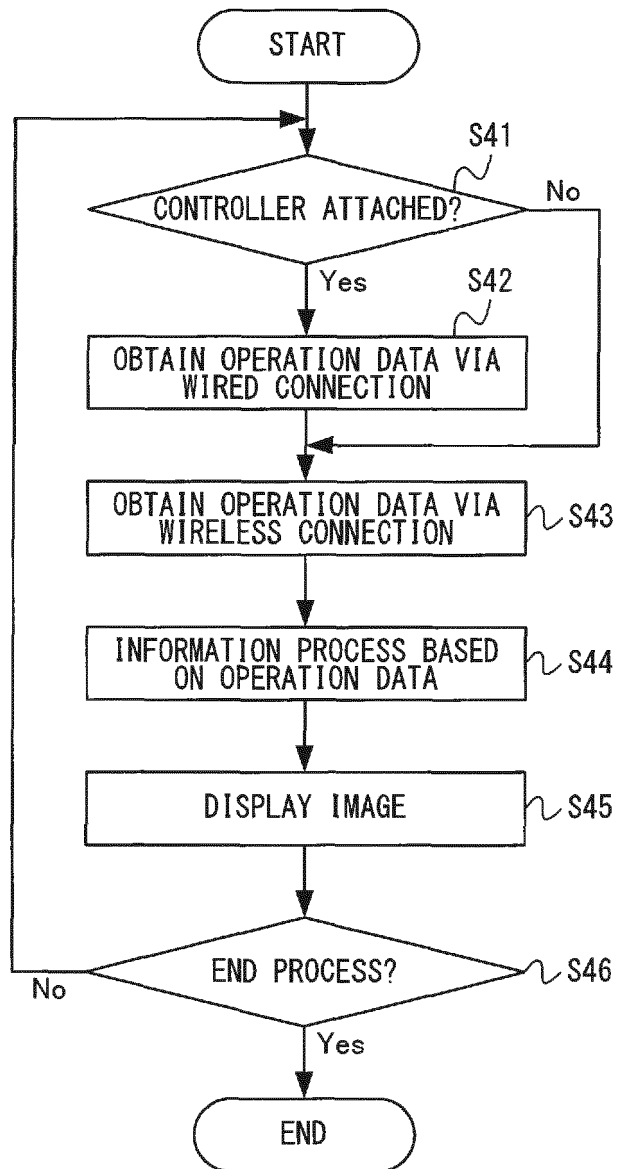 START
S41
CONTROLLER ATTACHED?
No
Yes
S42
OBTAIN OPERATION DATA VIA
WIRED CONNECTION
OBTAIN OPERATION DATA VIA
WIRELESS CONNECTION
S43
INFORMATION PROCESS BASED
ON OPERATION DATA
S44
DISPLAY IMAGE
S45
END PROCESS?
S46
No
Yes
END